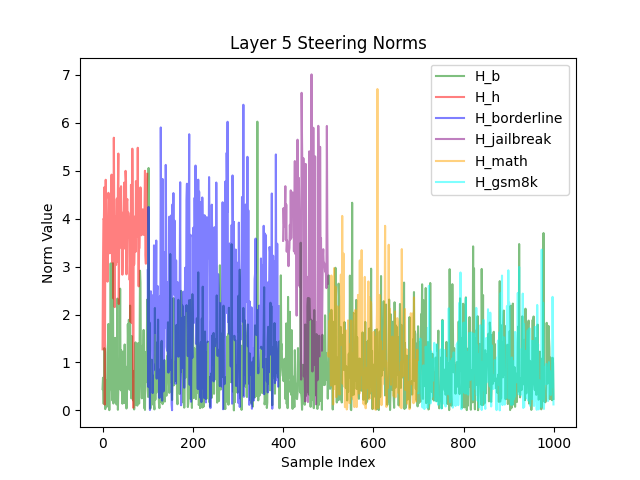 Layer 5 Steering Norms
7
6
5
4
3
2
1
0
Norm Value
H_b
H_h
H_borderline
H_jailbreak
H_math
H_gsm8k
0
200
400
600
800
1000
Sample Index